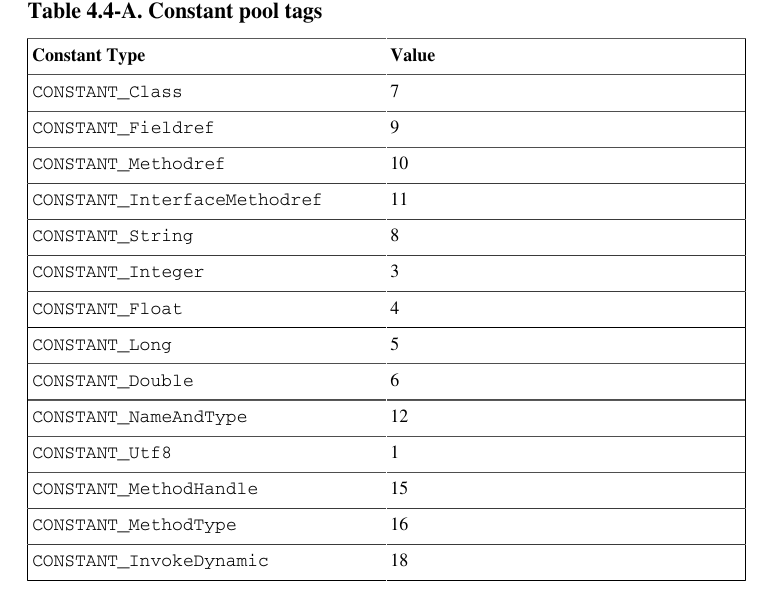 Table 4.4-A. Constant pool tags
Constant Type Value
CONSTANT_Class 7
CONSTANT_Fieldref 9
CONSTANT_Methodref 10
CONSTANT_InterfaceMethodref 11
CONSTANT_String 8
CONSTANT_Integer 3
CONSTANT_Float 4
CONSTANT_Long 5
CONSTANT_Double 6
CONSTANT_NameAndType 12
CONSTANT_Utf8 1
CONSTANT_MethodHandle 15
CONSTANT_MethodType 16
CONSTANT_InvokeDynamic 18